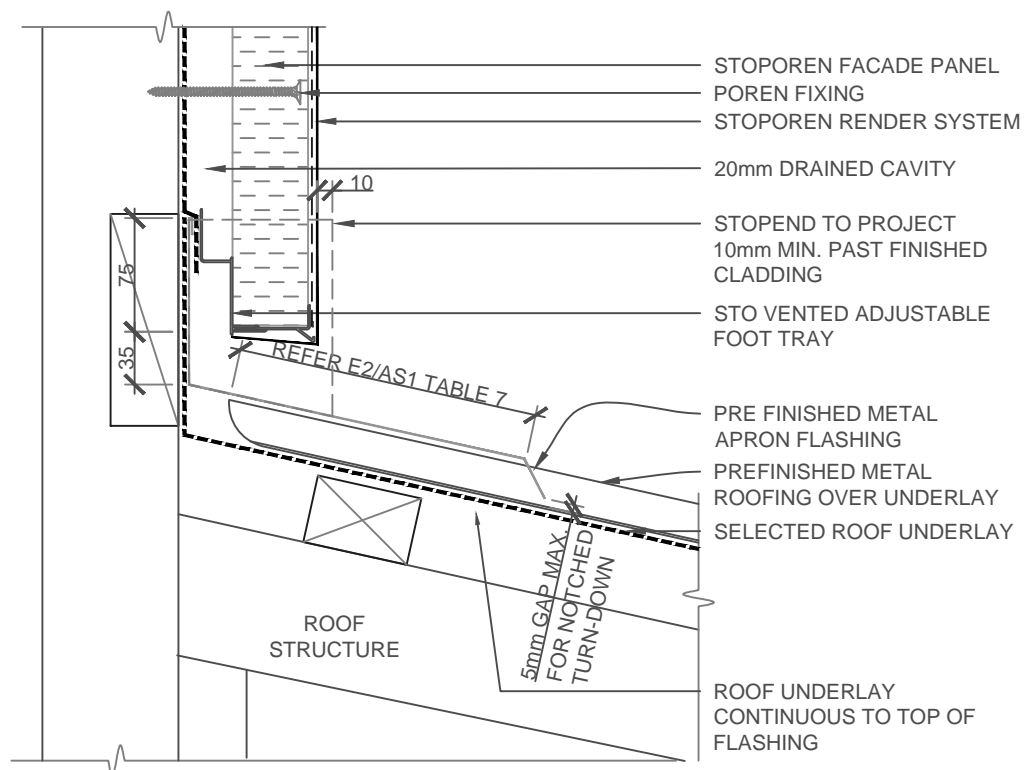 STOPOREN FACADE PANEL
POREN FIXING
STOPOREN RENDER SYSTEM
20mm DRAINED CAVITY
10
STOPEND TO PROJECT
10mm MIN. PAST FINISHED
CLADDING
75
STO VENTED ADJUSTABLE
FOOT TRAY
35
REFER E2/AS1 TABLE 7
PRE FINISHED METAL
APRON FLASHING
PREFINISHED METAL
ROOFING OVER UNDERLAY
SELECTED ROOF UNDERLAY
5mm GAP MAX.
FOR NOTCHED
TURN-DOWN
ROOF
STRUCTURE
ROOF UNDERLAY
CONTINUOUS TO TOP OF
FLASHING